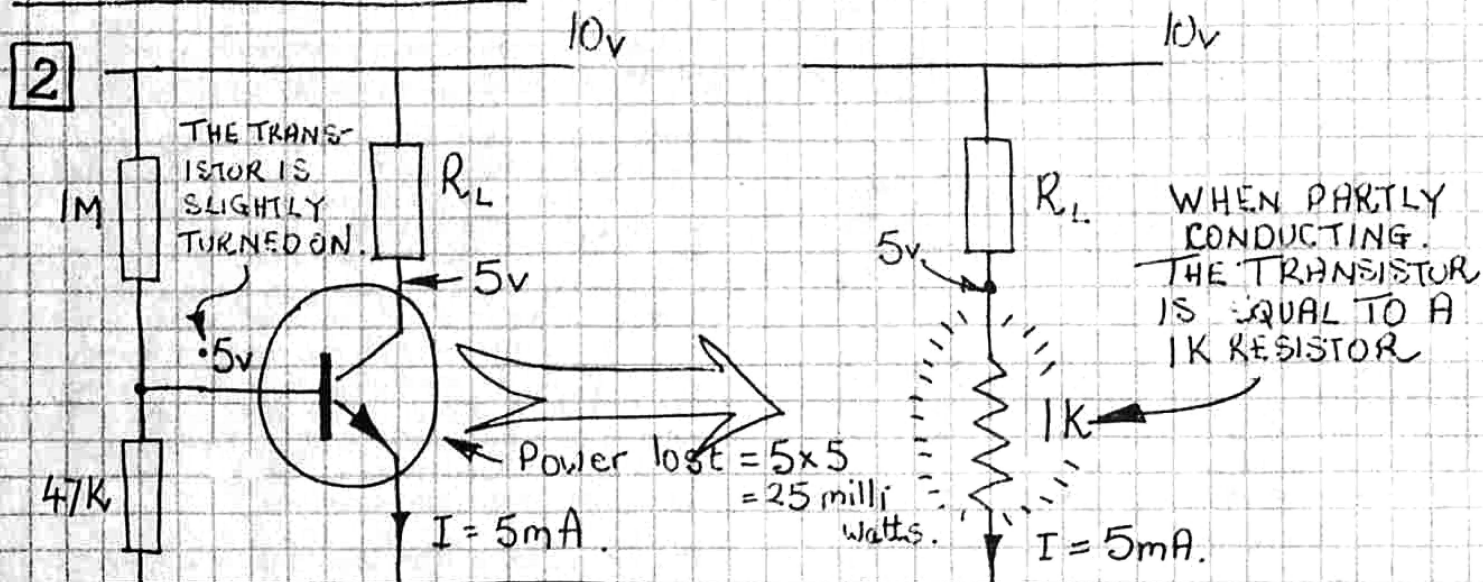 2
10v
10v
THE TRANS-
ISTOR IS
SLIGHTLY
TURNED ON.
1M
RL
5v
.5v
47K
Power lost = 5x5
= 25 milli
watts.
I = 5mA.
RL
5v
WHEN PARTLY
CONDUCTING.
THE TRANSISTOR
IS EQUAL TO A
1K RESISTOR
1K
I = 5mA.